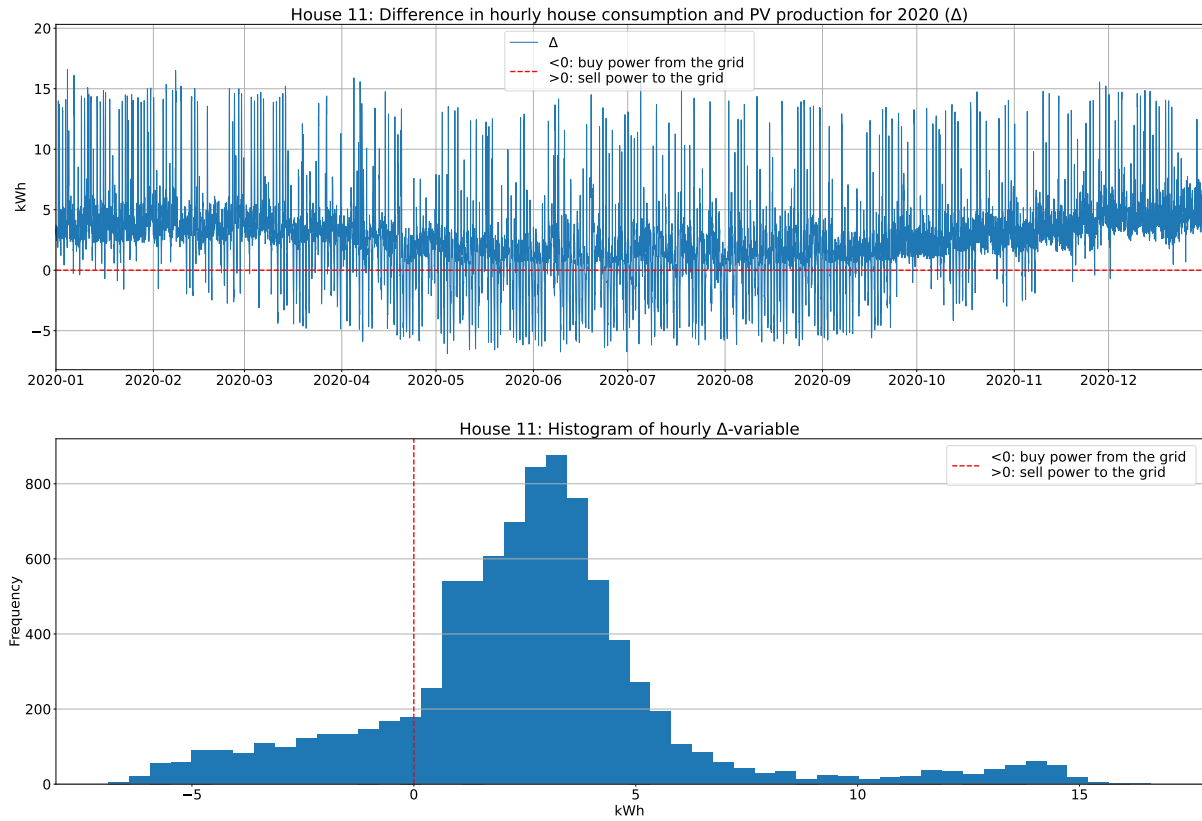 House 11: Difference in hourly house consumption and PV production for 2020 (Δ)
20
15
10
5
0
−5
kWh
Δ
<0: buy power from the grid
>0: sell power to the grid
2020-01
2020-02
2020-03
2020-04
2020-05
2020-06
2020-07
2020-08
2020-09
2020-10
2020-11
2020-12
House 11: Histogram of hourly Δ-variable
800
600
400
200
0
Frequency
<0: buy power from the grid
>0: sell power to the grid
−5
0
5
10
15
kWh